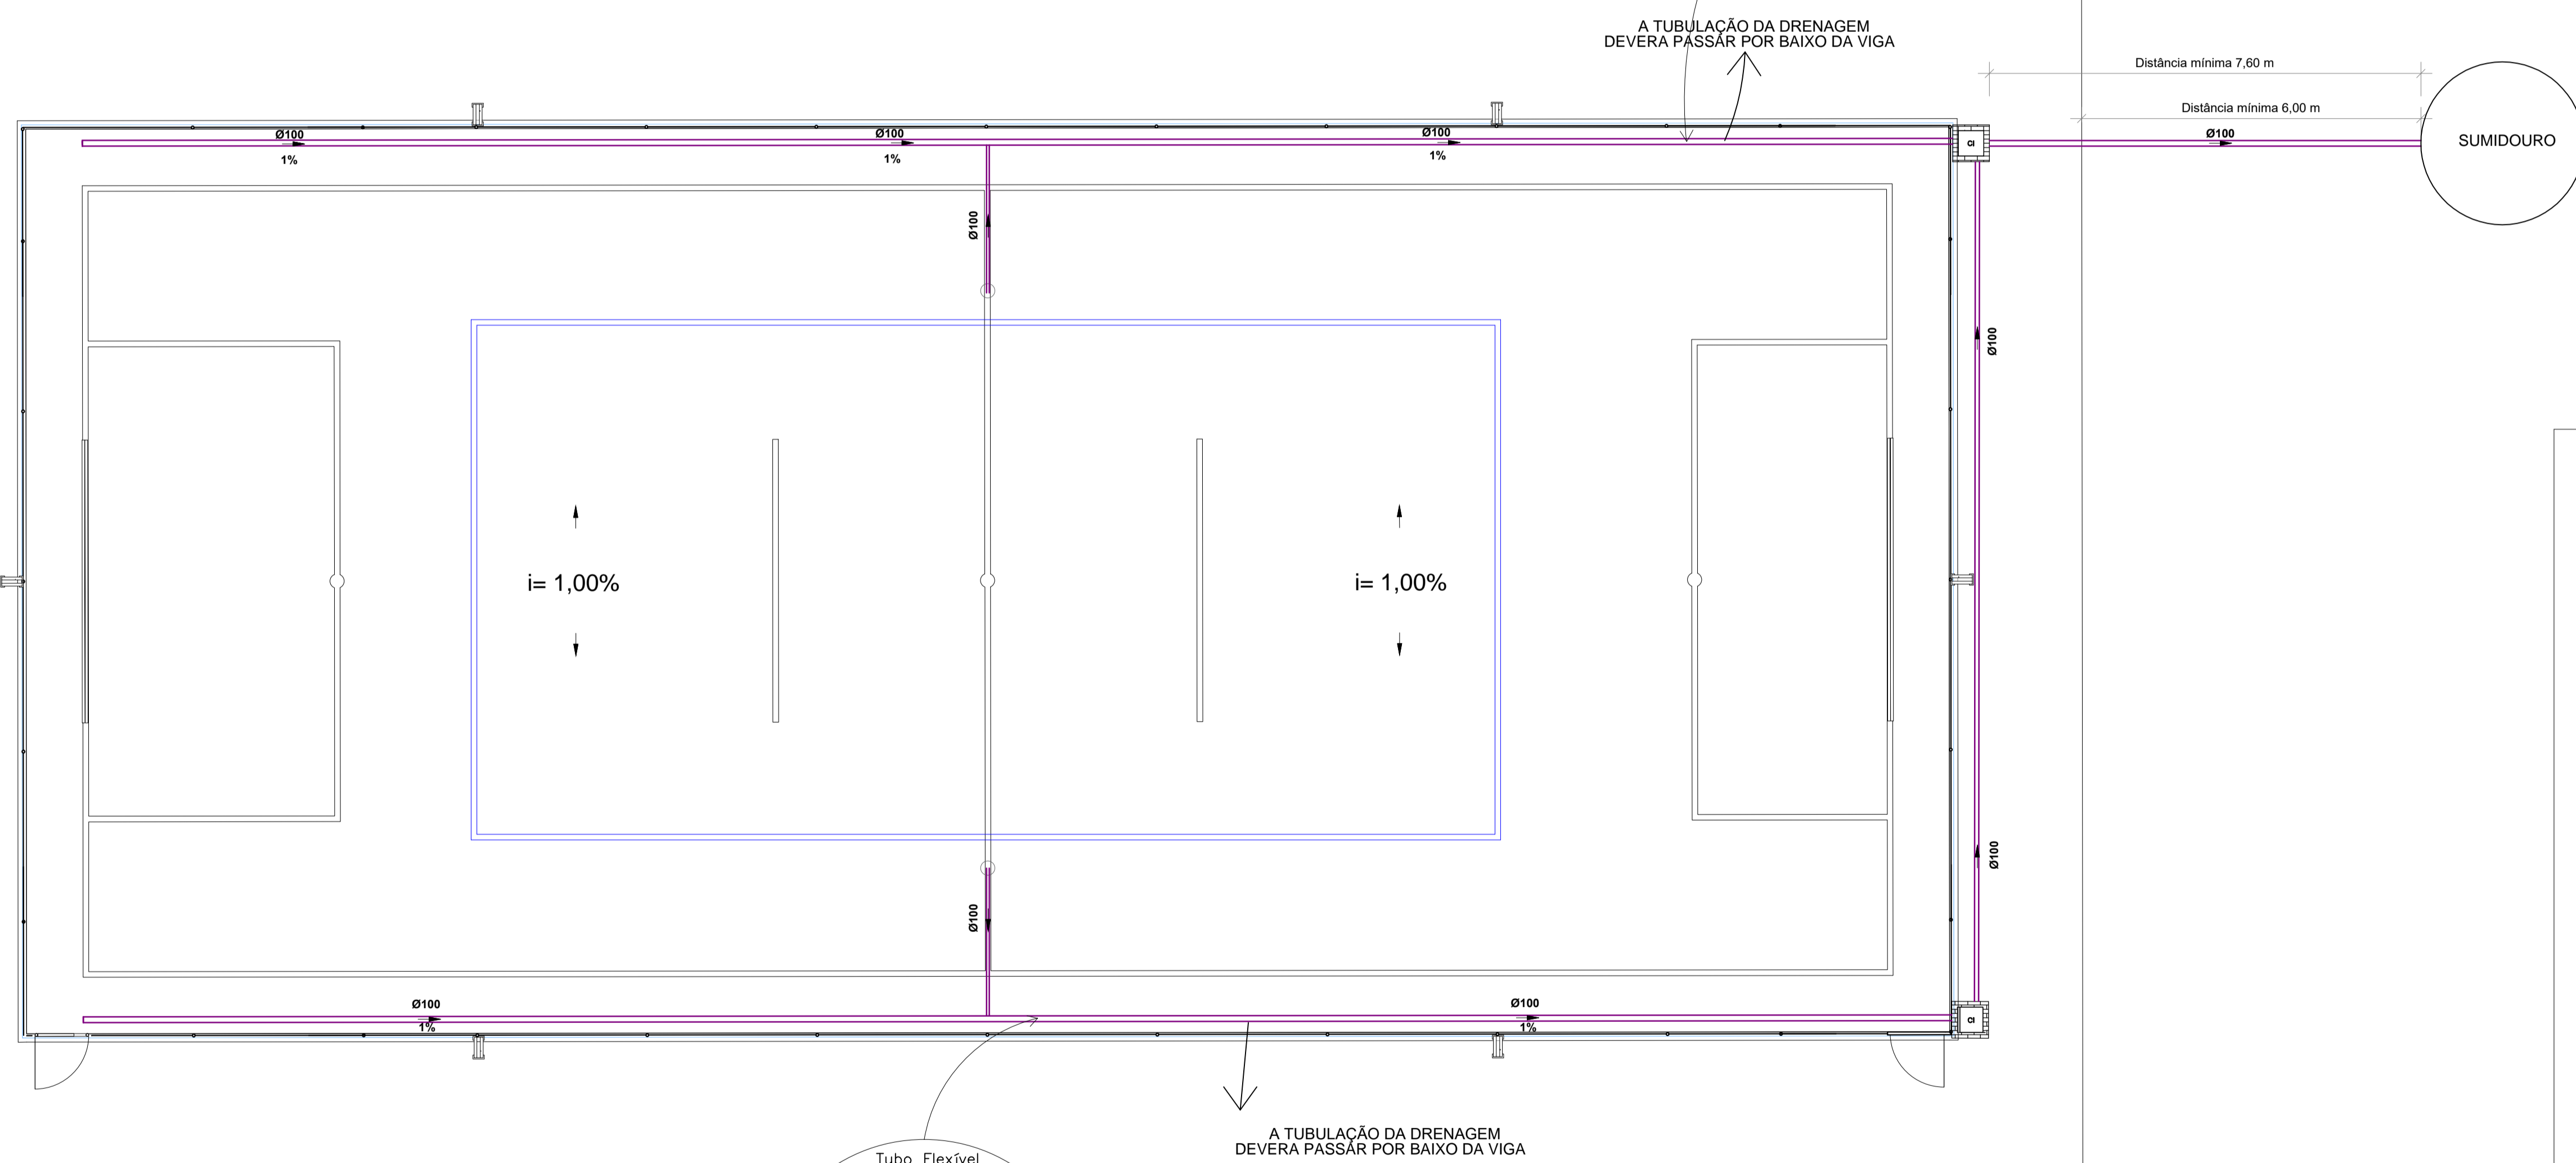 A TUBULAÇÃO DA DRENAGEM
DEVERA PASSAR POR BAIXO DA VIGA
Distância mínima 7,60 m
Distância mínima 6,00 m
Ø100
1%
Ø100
1%
Ø100
1%
CI
Ø100
SUMIDOURO
Ø100
Ø100
i= 1,00%
i= 1,00%
Ø100
Ø100
Ø100
1%
Ø100
1%
CI
A TUBULAÇÃO DA DRENAGEM
DEVERA PASSAR POR BAIXO DA VIGA
Tubo Flexível